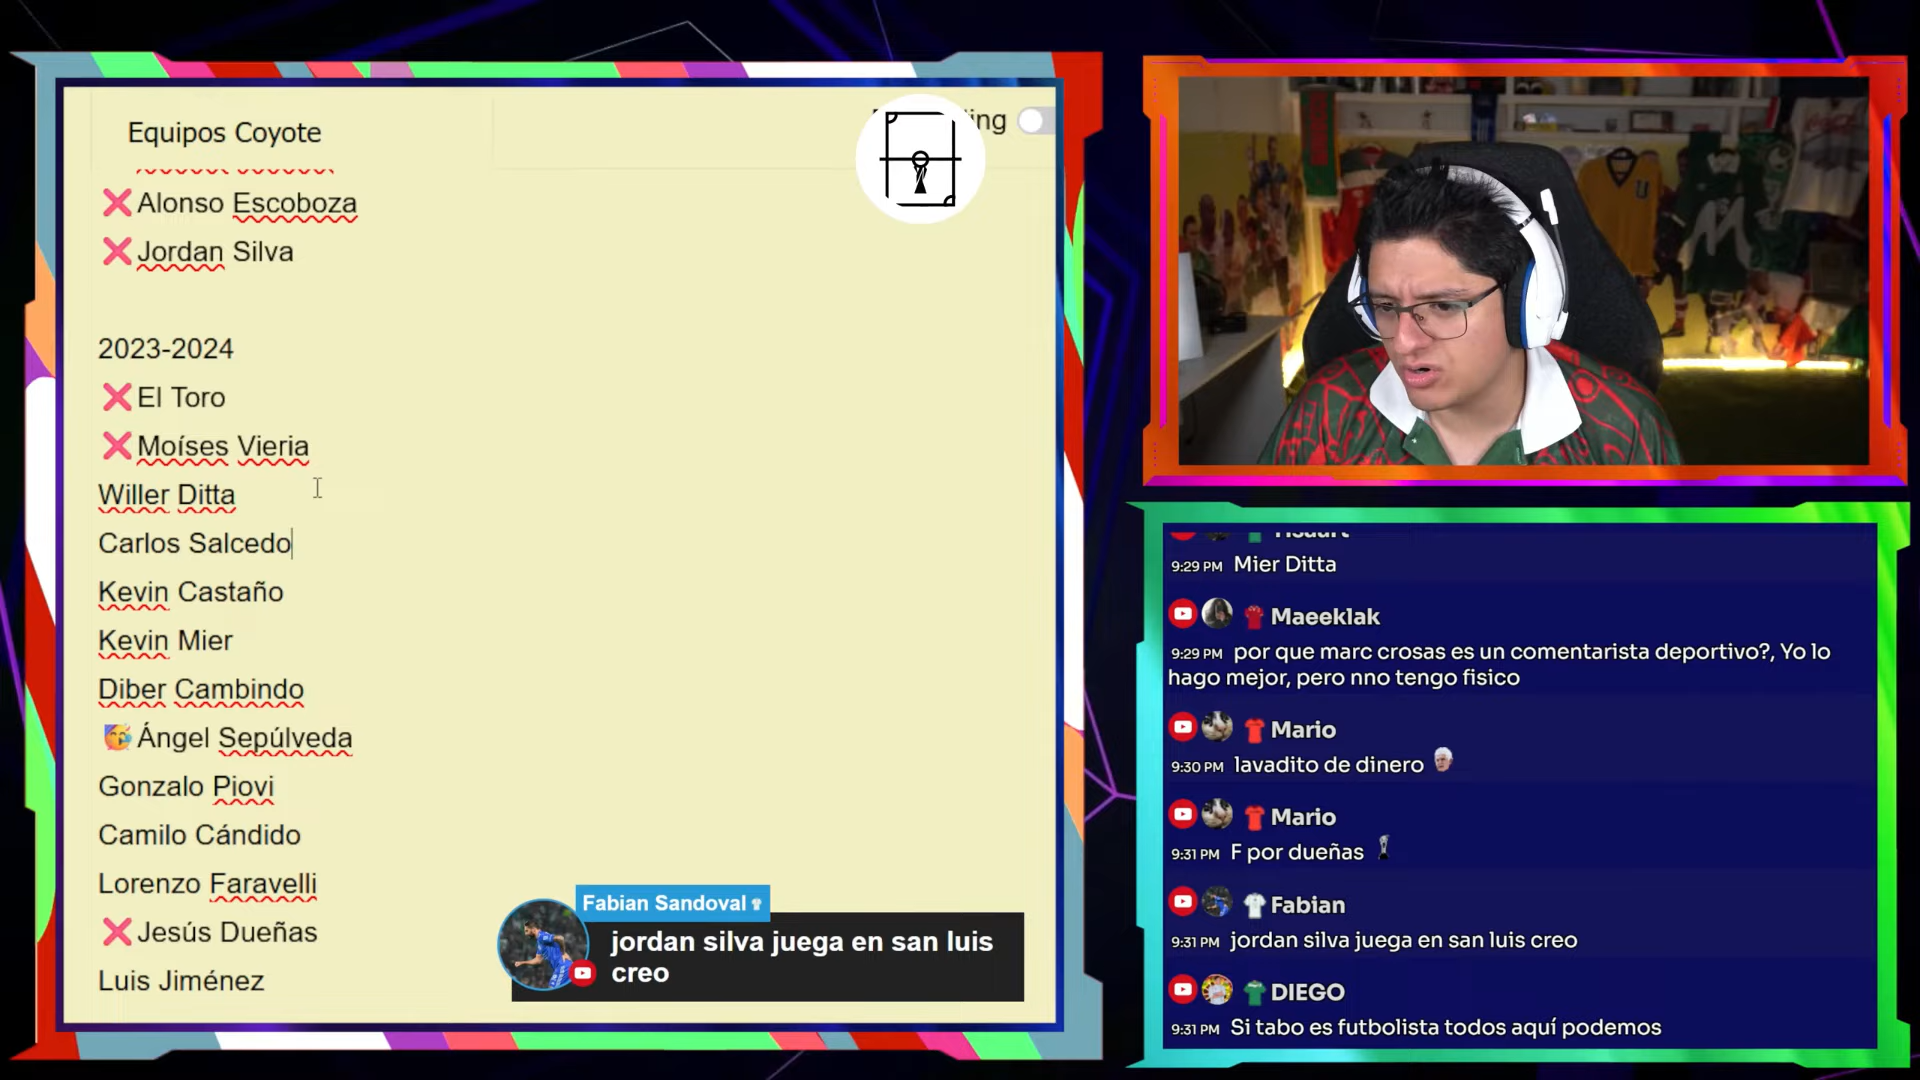 Equipos Coyote
ing
❌Alonso Escoboza
❌Jordan Silva
2023-2024
❌El Toro
❌Moíses Vieria
Willer Ditta
Carlos Salcedo
Kevin Castaño
Kevin Mier
Diber Cambindo
🥳Ángel Sepúlveda
Gonzalo Piovi
Camilo Cándido
Lorenzo Faravelli
❌Jesús Dueñas
Luis Jiménez
Fabian Sandoval
jordan silva juega en san luis
creo
9:29 PM Mier Ditta
Maeeklak
9:29 PM por que marc crosas es un comentarista deportivo?, Yo lo
hago mejor, pero nno tengo fisico
Mario
9:30 PM lavadito de dinero
Mario
9:31 PM F por dueñas
Fabian
9:31 PM jordan silva juega en san luis creo
DIEGO
9:31 PM Si tabo es futbolista todos aquí podemos